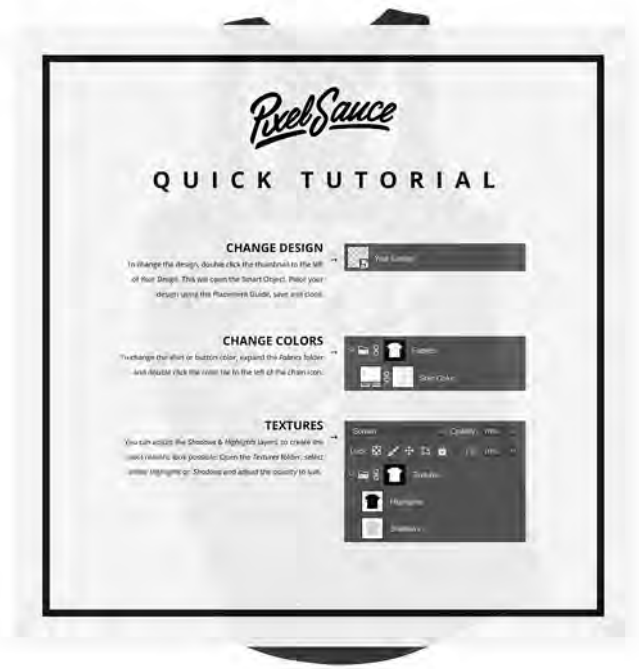 PixelSauce
QUICK TUTORIAL
CHANGE DESIGN
To change the design, double click the thumbnail to the left
of Your Design. This will open the Smart Object. Place your
design using the Placement Guide, save and close.
Your Design
CHANGE COLORS
To change the shirt or button color, expand the Fabrics folder
and double click the color tile to the left of the chain icon.
Fabrics
Shirt Color
TEXTURES
You can adjust the Shadows & Highlights layers, to create the
most realistic look possible. Open the Textures folder, select
either Highlights or Shadows and adjust the opacity to suit.
Screen Opacity:
Lock:
Textures
Highlights
Shadows